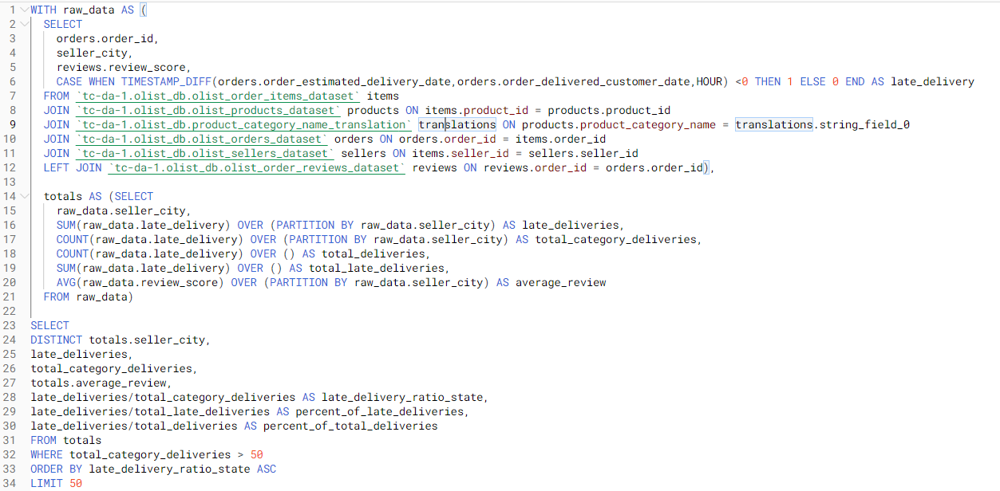 1 WITH raw_data AS (
2 SELECT
3 orders.order_id,
4 seller_city,
5 reviews.review_score,
6 CASE WHEN TIMESTAMP_DIFF(orders.order_estimated_delivery_date,orders.order_delivered_customer_date,HOUR) <0 THEN 1 ELSE 0 END AS late_delivery
7 FROM `tc-da-1.olist_db.olist_order_items_dataset` items
8 JOIN `tc-da-1.olist_db.olist_products_dataset` products ON items.product_id = products.product_id
9 JOIN `tc-da-1.olist_db.product_category_name_translation` translations ON products.product_category_name = translations.string_field_0
10 JOIN `tc-da-1.olist_db.olist_orders_dataset` orders ON orders.order_id = items.order_id
11 JOIN `tc-da-1.olist_db.olist_sellers_dataset` sellers ON items.seller_id = sellers.seller_id
12 LEFT JOIN `tc-da-1.olist_db.olist_order_reviews_dataset` reviews ON reviews.order_id = orders.order_id),
13
14 totals AS (SELECT
15 raw_data.seller_city,
16 SUM(raw_data.late_delivery) OVER (PARTITION BY raw_data.seller_city) AS late_deliveries,
17 COUNT(raw_data.late_delivery) OVER (PARTITION BY raw_data.seller_city) AS total_category_deliveries,
18 COUNT(raw_data.late_delivery) OVER () AS total_deliveries,
19 SUM(raw_data.late_delivery) OVER () AS total_late_deliveries,
20 AVG(raw_data.review_score) OVER (PARTITION BY raw_data.seller_city) AS average_review
21 FROM raw_data)
22
23 SELECT
24 DISTINCT totals.seller_city,
25 late_deliveries,
26 total_category_deliveries,
27 totals.average_review,
28 late_deliveries/total_category_deliveries AS late_delivery_ratio_state,
29 late_deliveries/total_late_deliveries AS percent_of_late_deliveries,
30 late_deliveries/total_deliveries AS percent_of_total_deliveries
31 FROM totals
32 WHERE total_category_deliveries > 50
33 ORDER BY late_delivery_ratio_state ASC
34 LIMIT 50